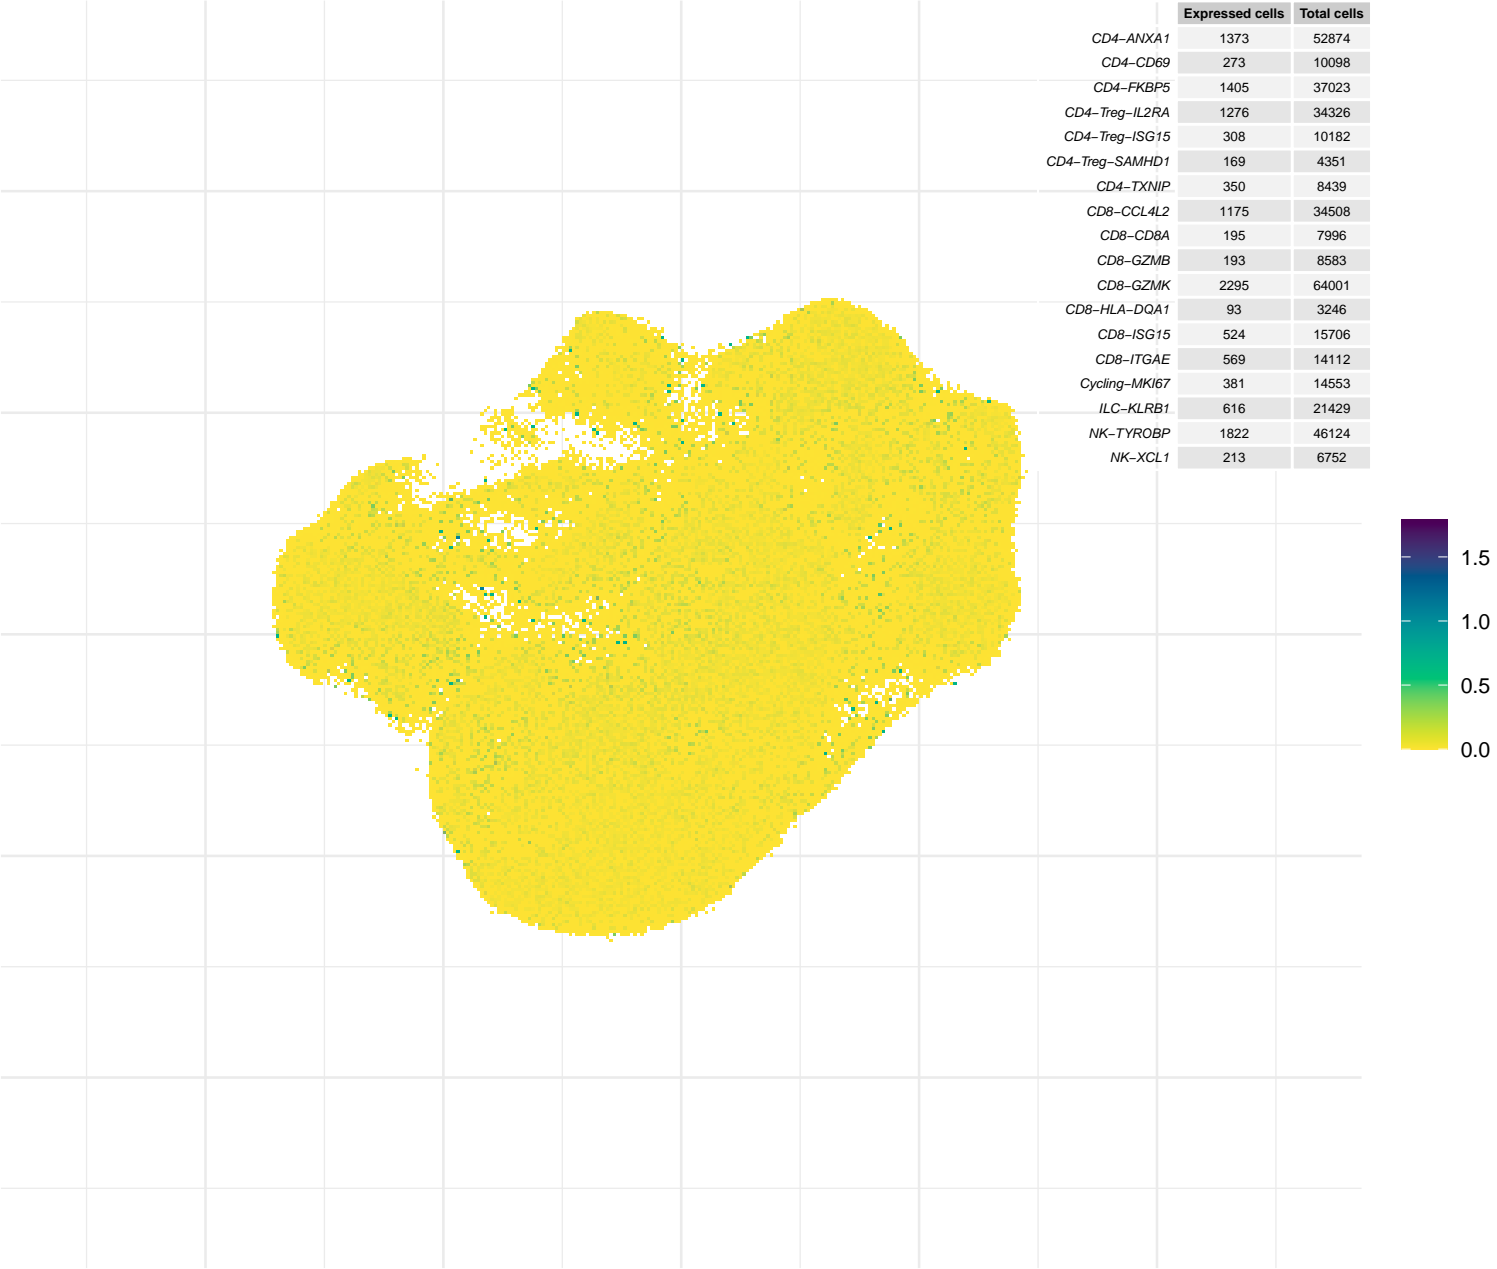 Expressed cells Total cells
CD4−ANXA1 1373 52874
CD4−CD69 273 10098
CD4−FKBP5 1405 37023
CD4−Treg−IL2RA 1276 34326
CD4−Treg−ISG15 308 10182
CD4−Treg−SAMHD1 169 4351
CD4−TXNIP 350 8439
CD8−CCL4L2 1175 34508
CD8−CD8A 195 7996
CD8−GZMB 193 8583
CD8−GZMK 2295 64001
CD8−HLA−DQA1 93 3246
CD8−ISG15 524 15706
CD8−ITGAE 569 14112
Cycling−MKI67 381 14553
ILC−KLRB1 616 21429
NK−TYROBP 1822 46124
NK−XCL1 213 6752
1.5
1.0
0.5
0.0